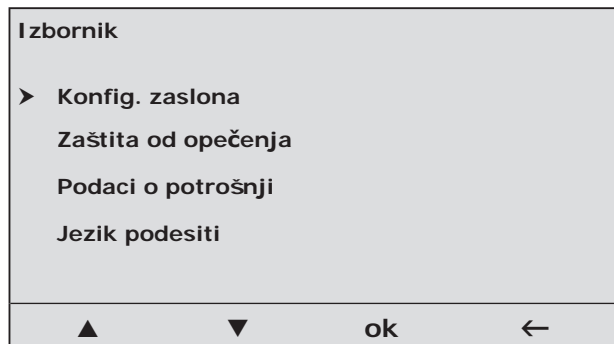 Izbornik
➤ Konfig. zaslona
Zaštita od opečenja
Podaci o potrošnji
Jezik podesiti
▲ ▼ ok ←